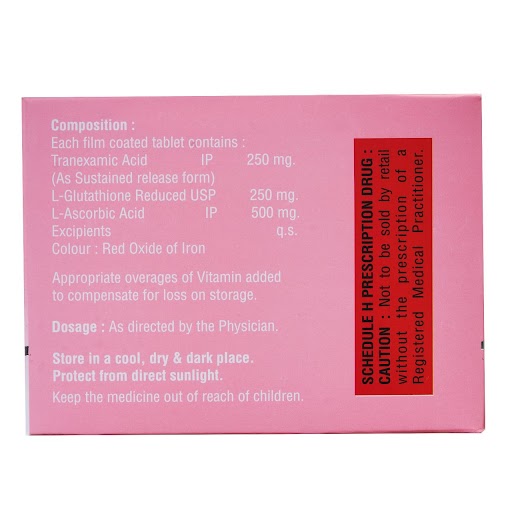 Composition :
Each film coated tablet contains :
Tranexamic Acid IP 250 mg.
(As Sustained release form)
L-Glutathione Reduced USP 250 mg.
L-Ascorbic Acid IP 500 mg.
Excipients q.s.
Colour : Red Oxide of Iron
Appropriate overages of Vitamin added
to compensate for loss on storage.
Dosage : As directed by the Physician.
Store in a cool, dry & dark place.
Protect from direct sunlight.
Keep the medicine out of reach of children.
SCHEDULE H PRESCRIPTION DRUG :
CAUTION : Not to be sold by retail
without the prescription of a
Registered Medical Practitioner.